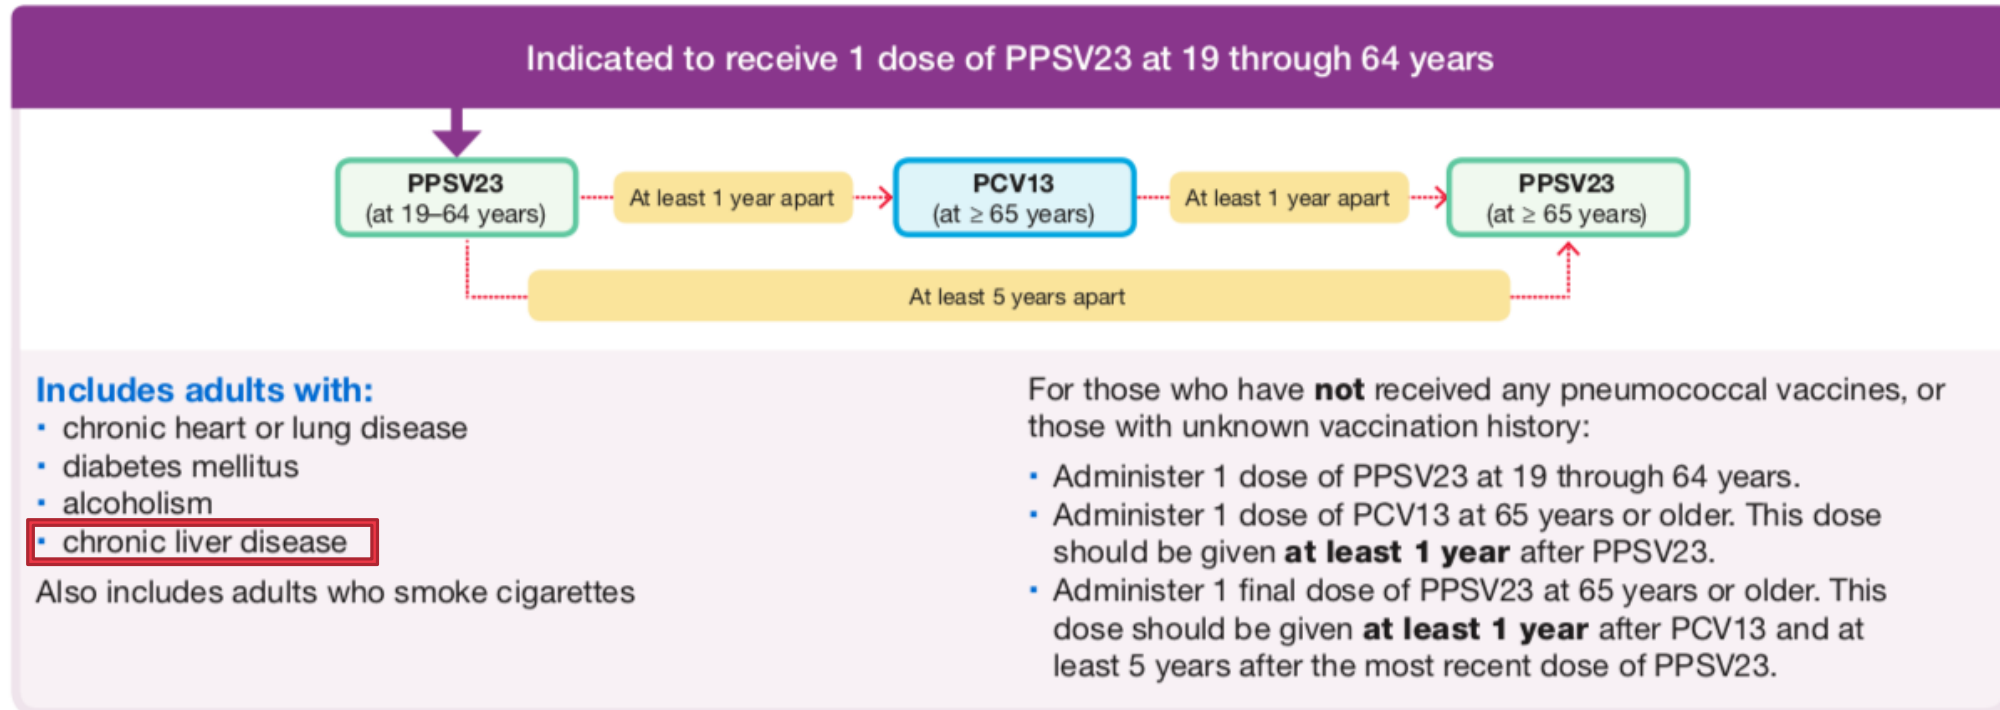 Indicated to receive 1 dose of PPSV23 at 19 through 64 years
PPSV23
(at 19–64 years)
At least 1 year apart
PCV13
(at ≥ 65 years)
At least 1 year apart
PPSV23
(at ≥ 65 years)
At least 5 years apart
Includes adults with:
· chronic heart or lung disease
· diabetes mellitus
· alcoholism
· chronic liver disease
Also includes adults who smoke cigarettes
For those who have not received any pneumococcal vaccines, or
those with unknown vaccination history:
· Administer 1 dose of PPSV23 at 19 through 64 years.
· Administer 1 dose of PCV13 at 65 years or older. This dose
should be given at least 1 year after PPSV23.
· Administer 1 final dose of PPSV23 at 65 years or older. This
dose should be given at least 1 year after PCV13 and at
least 5 years after the most recent dose of PPSV23.